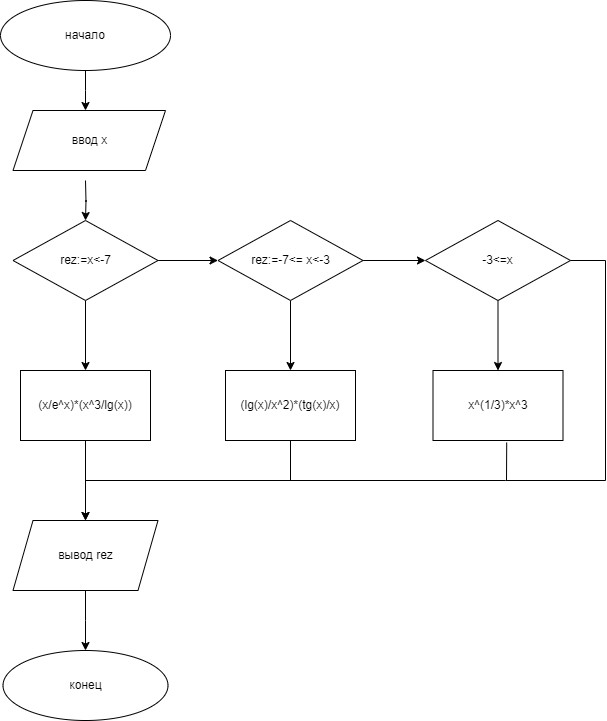 начало
ввод x
rez:=x<-7
rez:=-7<= x<-3
-3<=x
(x/e^x)*(x^3/lg(x))
(lg(x)/x^2)*(tg(x)/x)
x^(1/3)*x^3
вывод rez
конец